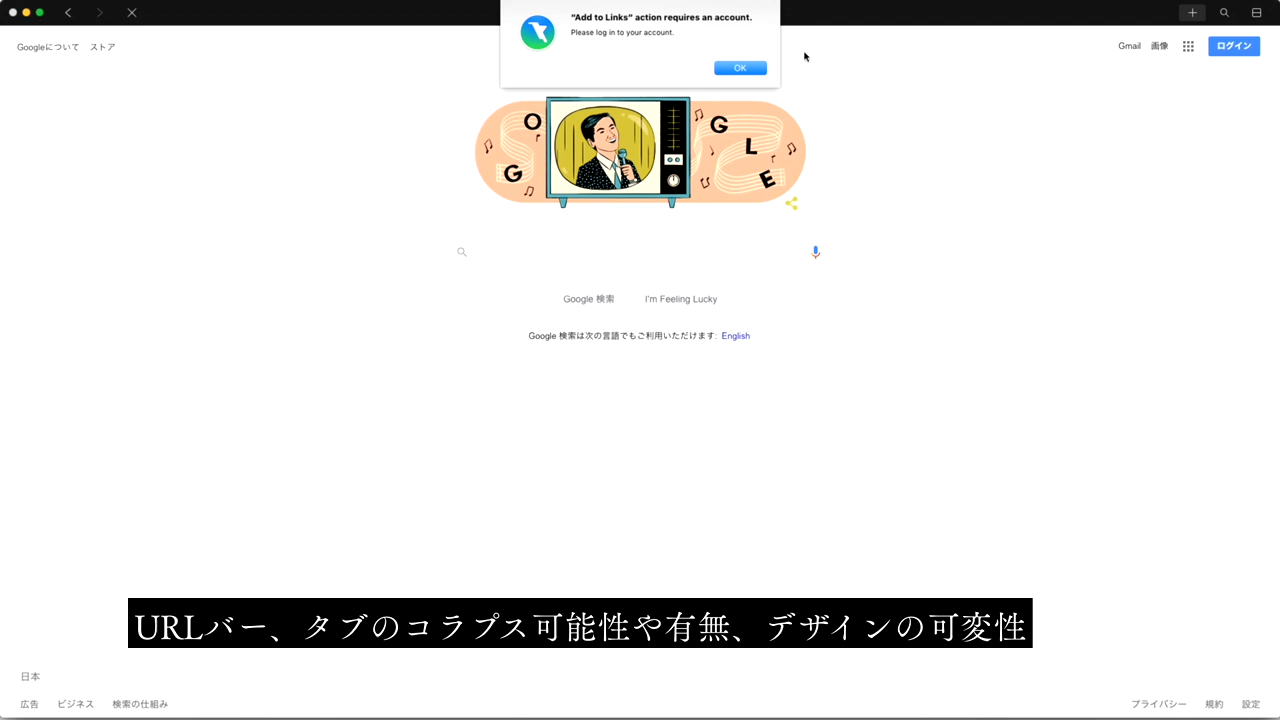 "Add to Links" action requires an account.
Please log in to your account.
OK
Googleについて ストア
Gmail 画像 ログイン
G O G L E
Google 検索 I'm Feeling Lucky
Google 検索は次の言語でもご利用いただけます: English
URLバー、タブのコラプス可能性や有無、デザインの可変性
日本
広告 ビジネス 検索の仕組み プライバシー 規約 設定